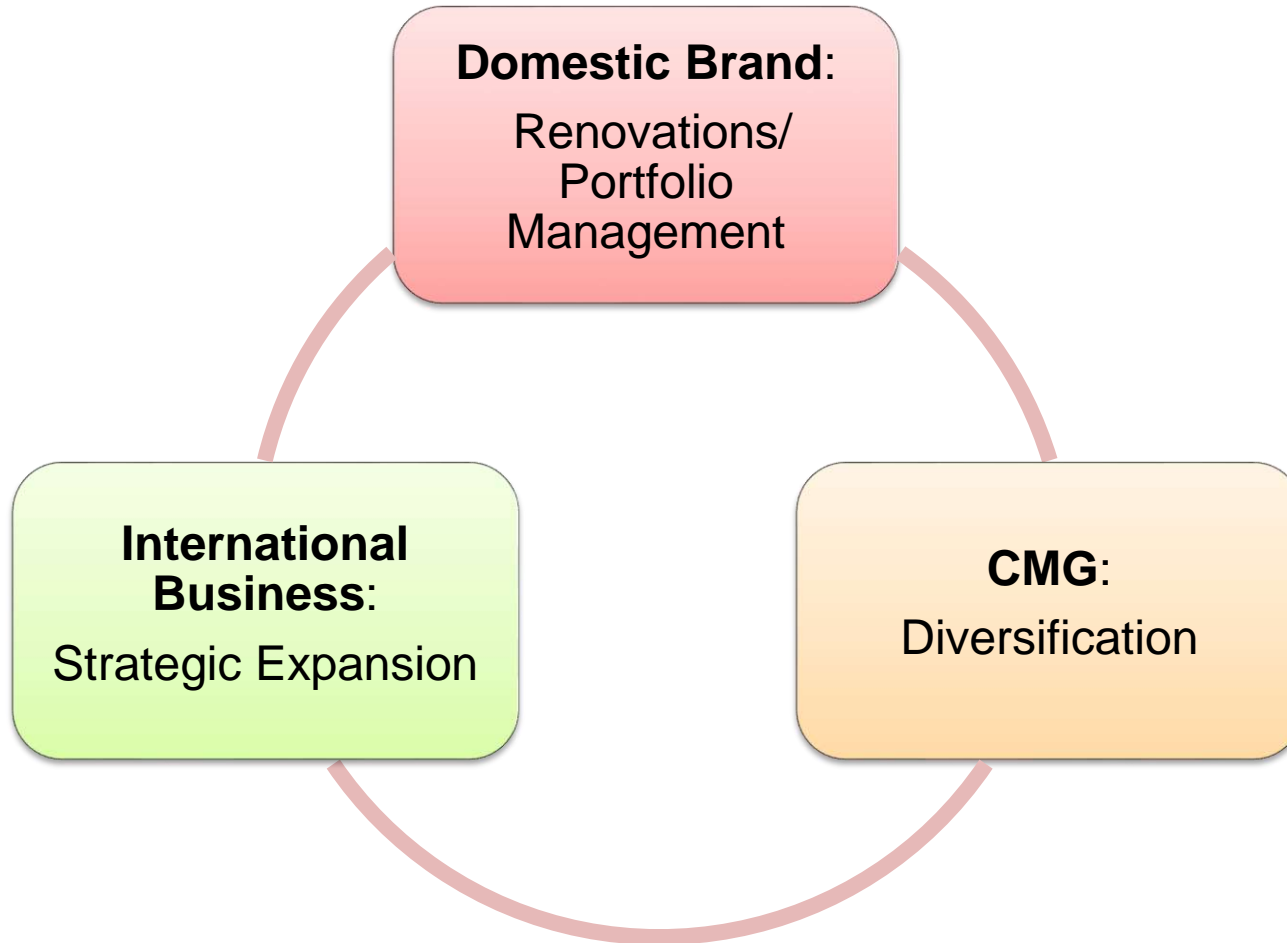 Domestic Brand:
Renovations/
Portfolio
Management
International
Business:
Strategic Expansion
CMG:
Diversification